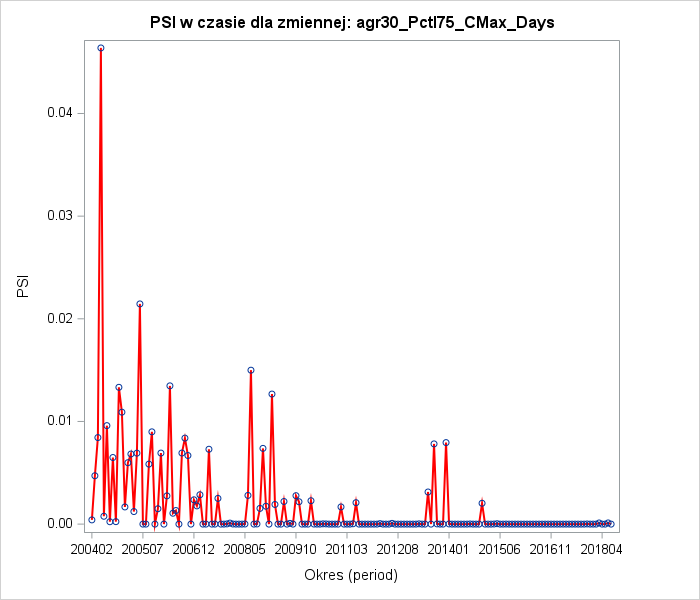 PSI w czasie dla zmiennej: agr30_Pctl75_CMax_Days
0.04
0.03
0.02
0.01
0.00
PSI
200402 200507 200612 200805 200910 201103 201208 201401 201506 201611 201804
Okres (period)